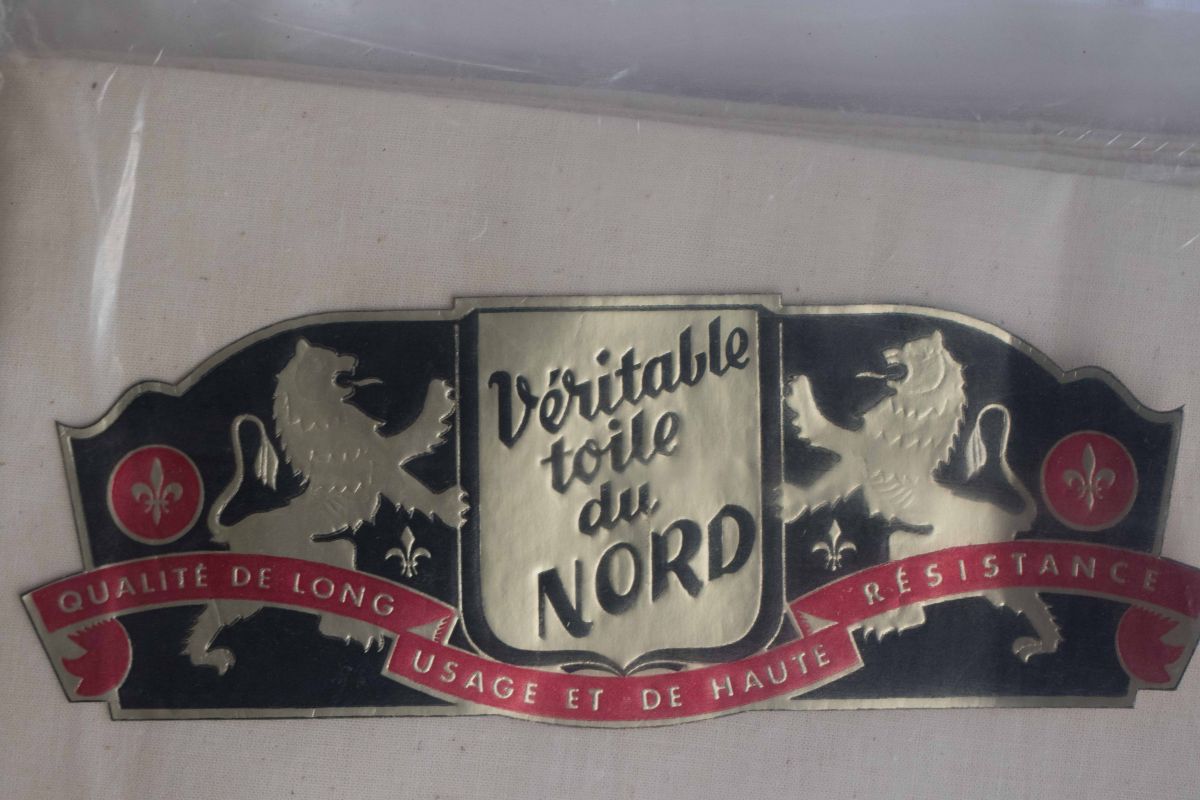 Véritable
toile
du
NORD
QUALITÉ DE LONG
USAGE ET DE HAUTE
RÉSISTANCE